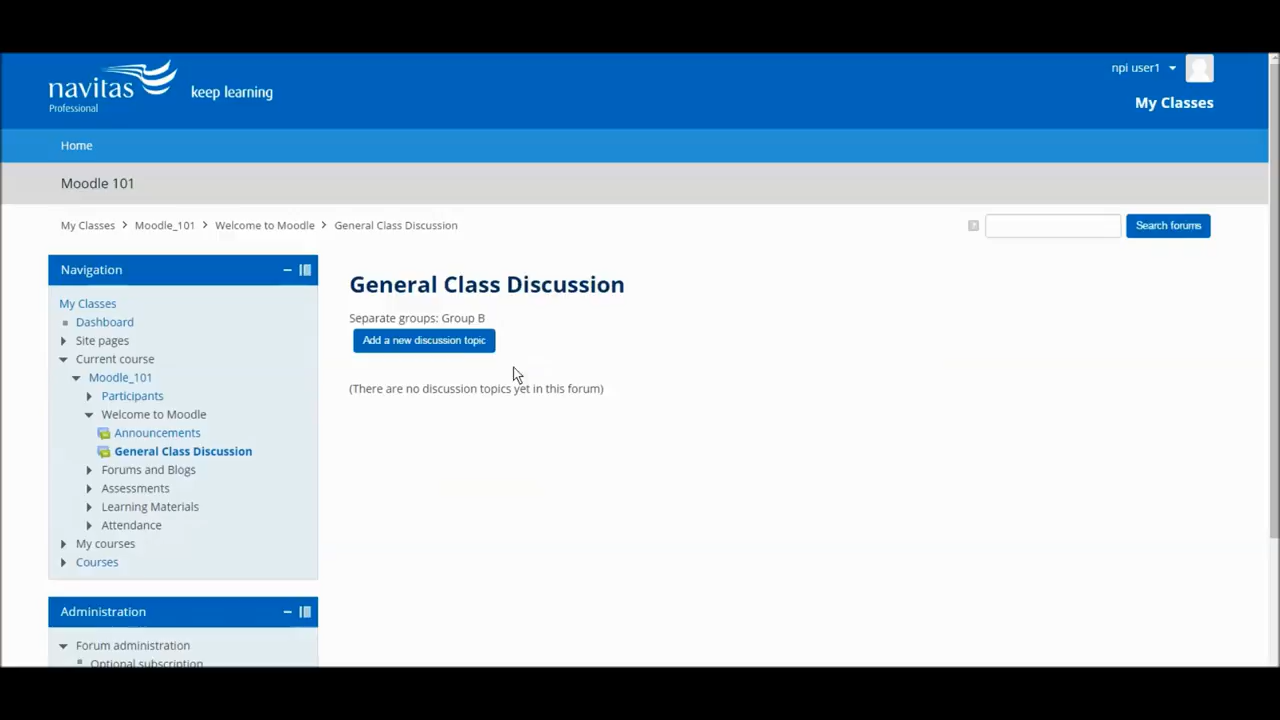 navitas
Professional
keep learning
npi user1
My Classes
Home
Moodle 101
My Classes
Moodle_101
Welcome to Moodle
General Class Discussion
Search forums
Navigation
My Classes
Dashboard
Site pages
Current course
Moodle_101
Participants
Welcome to Moodle
Announcements
General Class Discussion
Forums and Blogs
Assessments
Learning Materials
Attendance
My courses
Courses
Administration
Forum administration
Optional subscription
General Class Discussion
Separate groups: Group B
Add a new discussion topic
(There are no discussion topics yet in this forum)